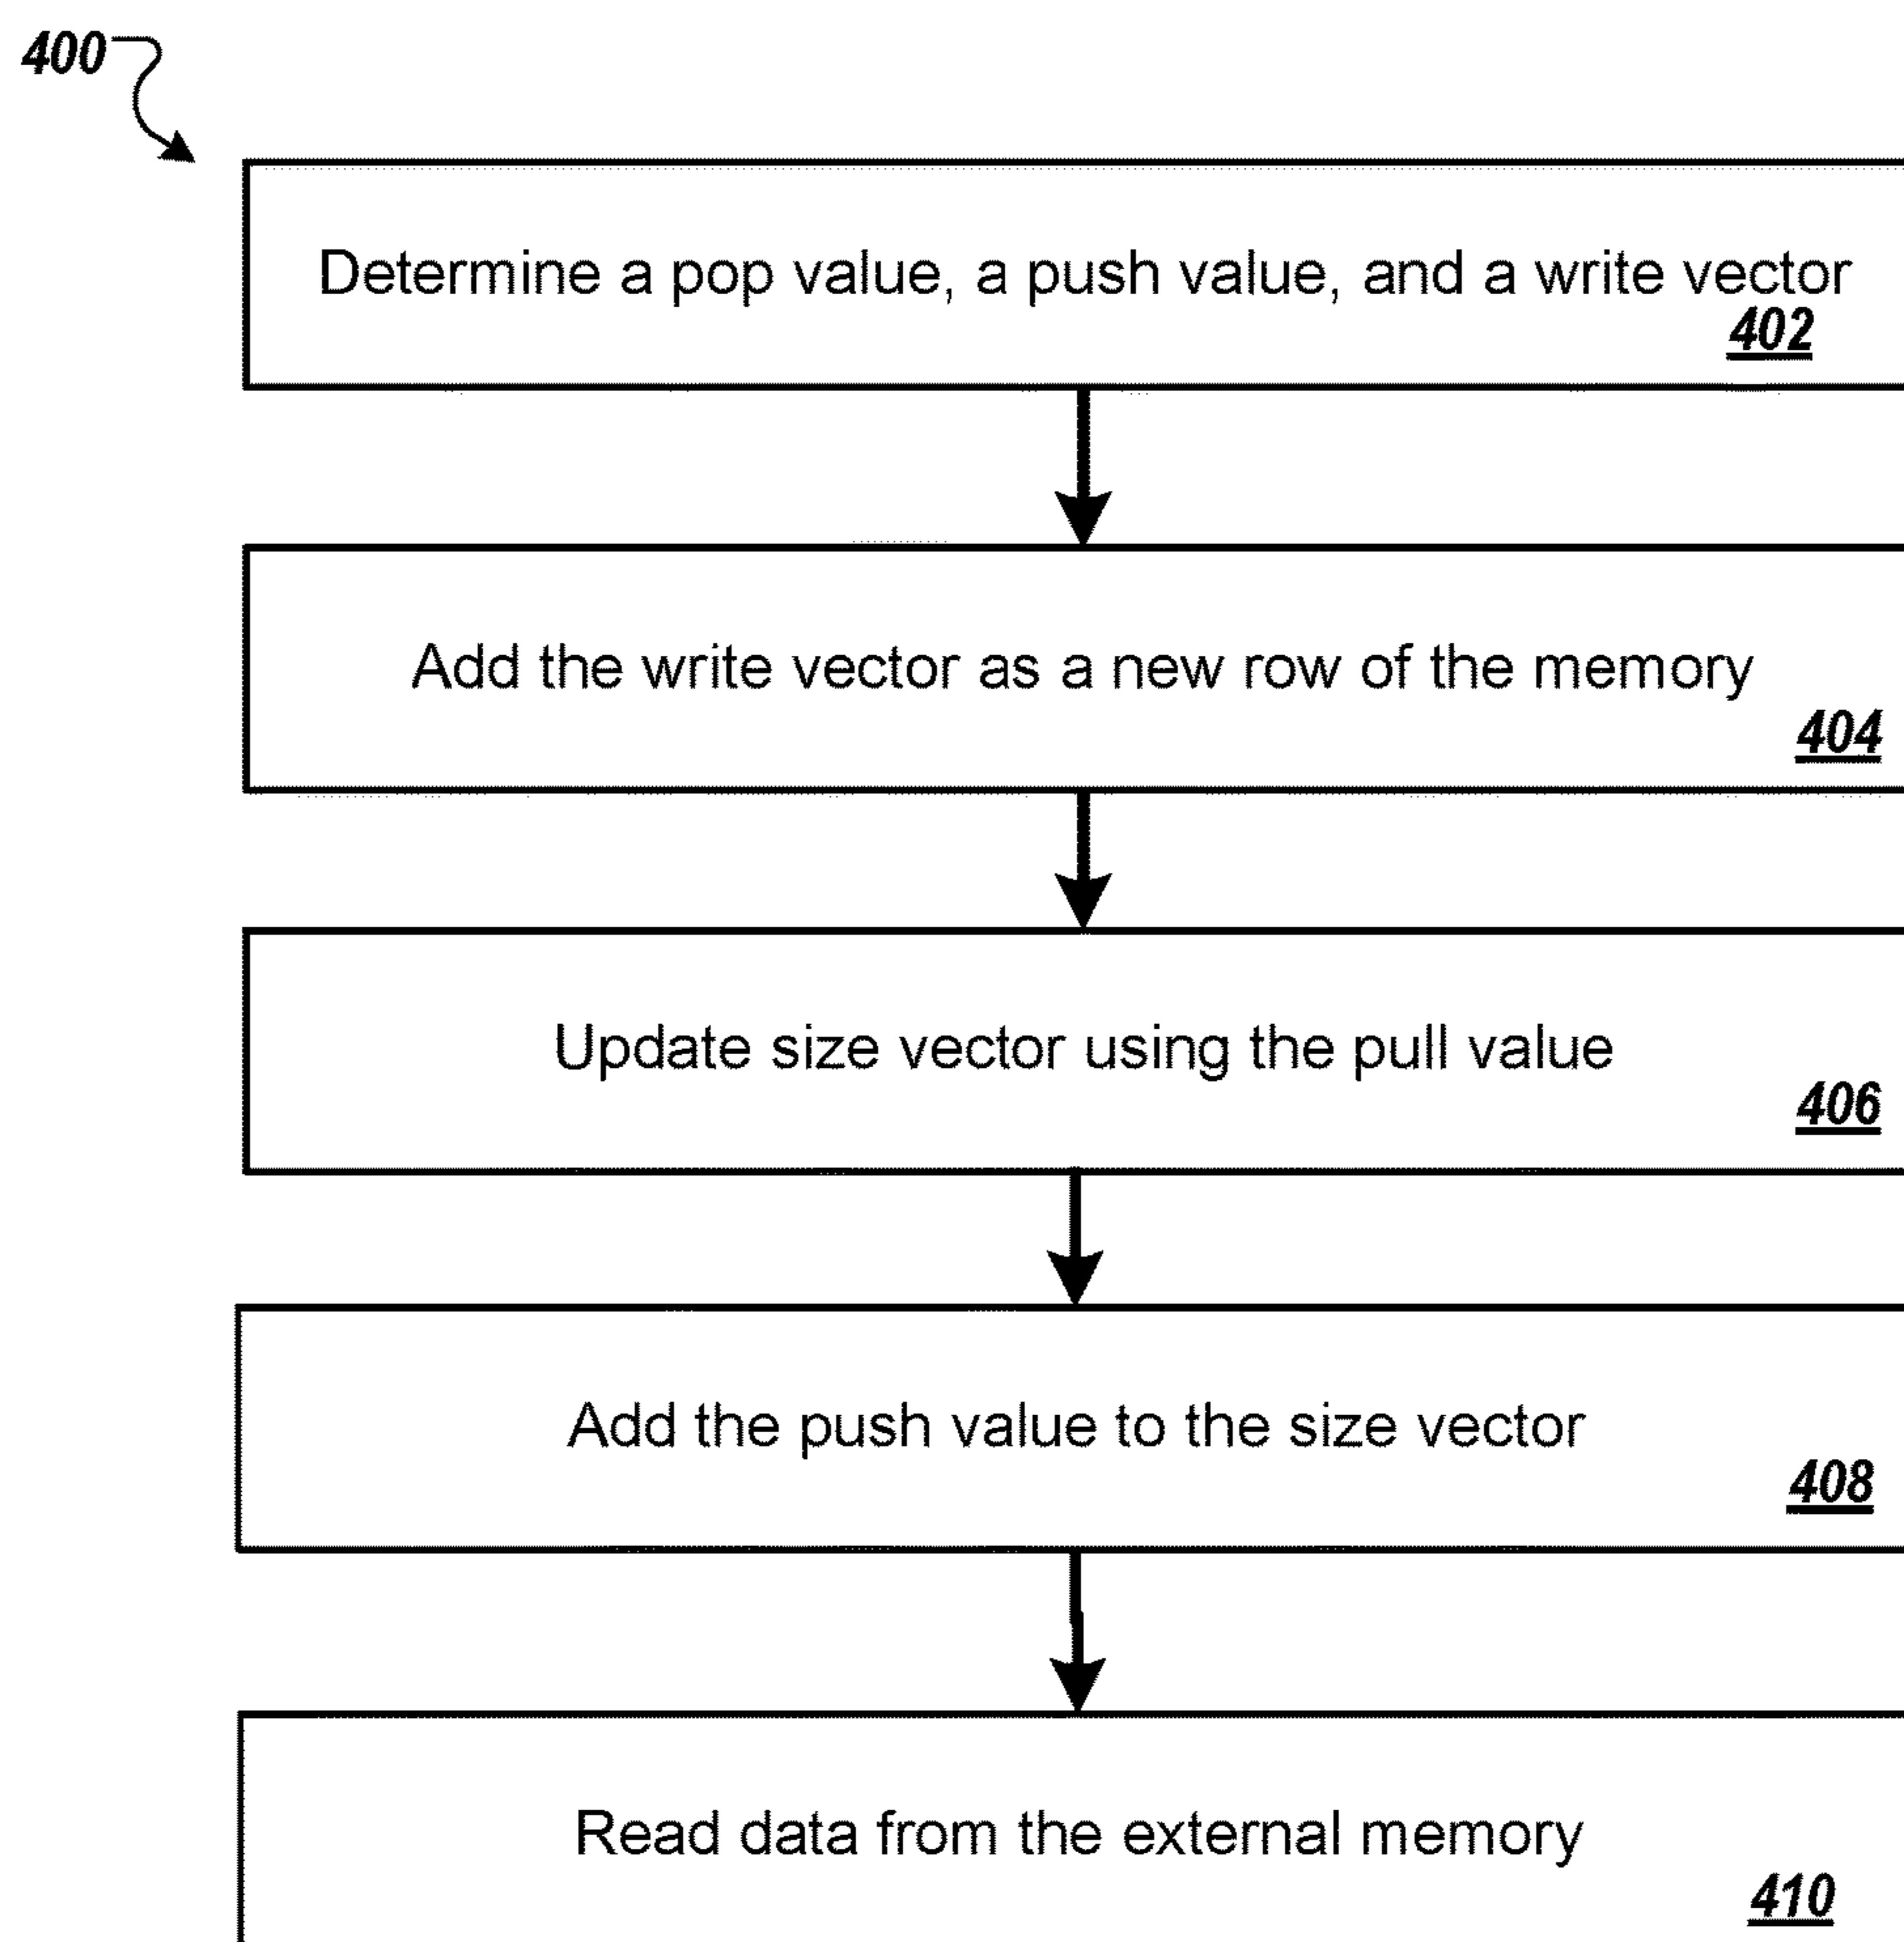 400
Determine a pop value, a push value, and a write vector
402
Add the write vector as a new row of the memory
404
Update size vector using the pull value
406
Add the push value to the size vector
408
Read data from the external memory
410